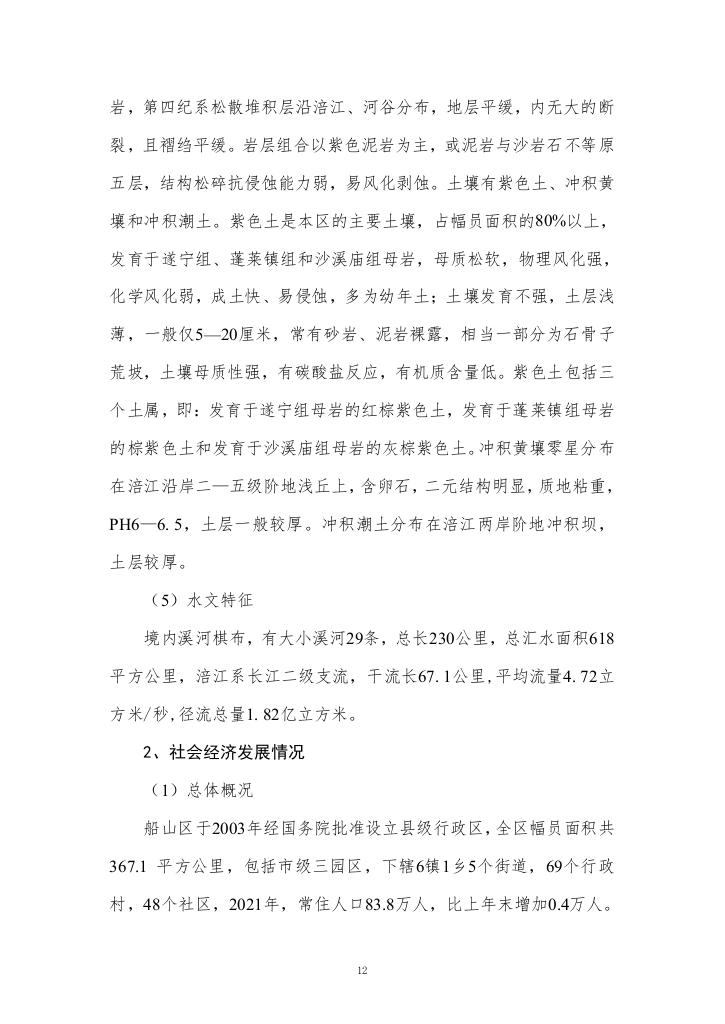 岩，第四纪系松散堆积层沿涪江、河谷分布，地层平缓，内无大的断
裂，且褶绉平缓。岩层组合以紫色泥岩为主，或泥岩与沙岩石不等原
五层，结构松碎抗侵蚀能力弱，易风化剥蚀。土壤有紫色土、冲积黄
壤和冲积潮土。紫色土是本区的主要土壤，占幅员面积的80%以上，
发育于遂宁组、蓬莱镇组和沙溪庙组母岩，母质松软，物理风化强，
化学风化弱，成土快、易侵蚀，多为幼年土；土壤发育不强，土层浅
薄，一般仅5—20厘米，常有砂岩、泥岩裸露，相当一部分为石骨子
荒坡，土壤母质性强，有碳酸盐反应，有机质含量低。紫色土包括三
个土属，即：发育于遂宁组母岩的红棕紫色土，发育于蓬莱镇组母岩
的棕紫色土和发育于沙溪庙组母岩的灰棕紫色土。冲积黄壤零星分布
在涪江沿岸二—五级阶地浅丘上，含卵石，二元结构明显，质地粘重，
PH6—6.5，土层一般较厚。冲积潮土分布在涪江两岸阶地冲积坝，
土层较厚。
（5）水文特征
境内溪河棋布，有大小溪河29条，总长230公里，总汇水面积618
平方公里，涪江系长江二级支流，干流长67.1公里,平均流量4.72立
方米/秒,径流总量1.82亿立方米。
2、社会经济发展情况
（1）总体概况
船山区于2003年经国务院批准设立县级行政区,全区幅员面积共
367.1 平方公里，包括市级三园区，下辖6镇1乡5个街道，69个行政
村，48个社区，2021年，常住人口83.8万人，比上年末增加0.4万人。
12